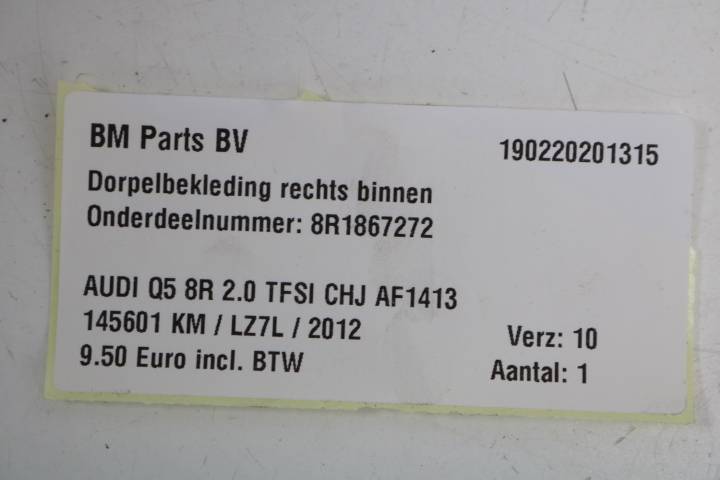 BM Parts BV 190220201315
Dorpelbekleding rechts binnen
Onderdeelnummer: 8R1867272
AUDI Q5 8R 2.0 TFSI CHJ AF1413
145601 KM / LZ7L / 2012 Verz: 10
9.50 Euro incl. BTW Aantal: 1